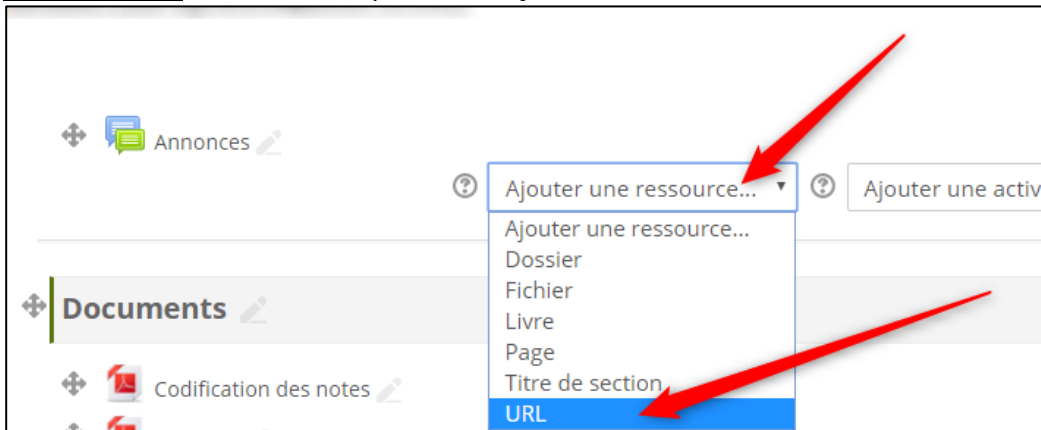 Annonces
Ajouter une ressource...
Ajouter une activ
Ajouter une ressource...
Dossier
Fichier
Livre
Page
Titre de section
URL
Documents
Codification des notes